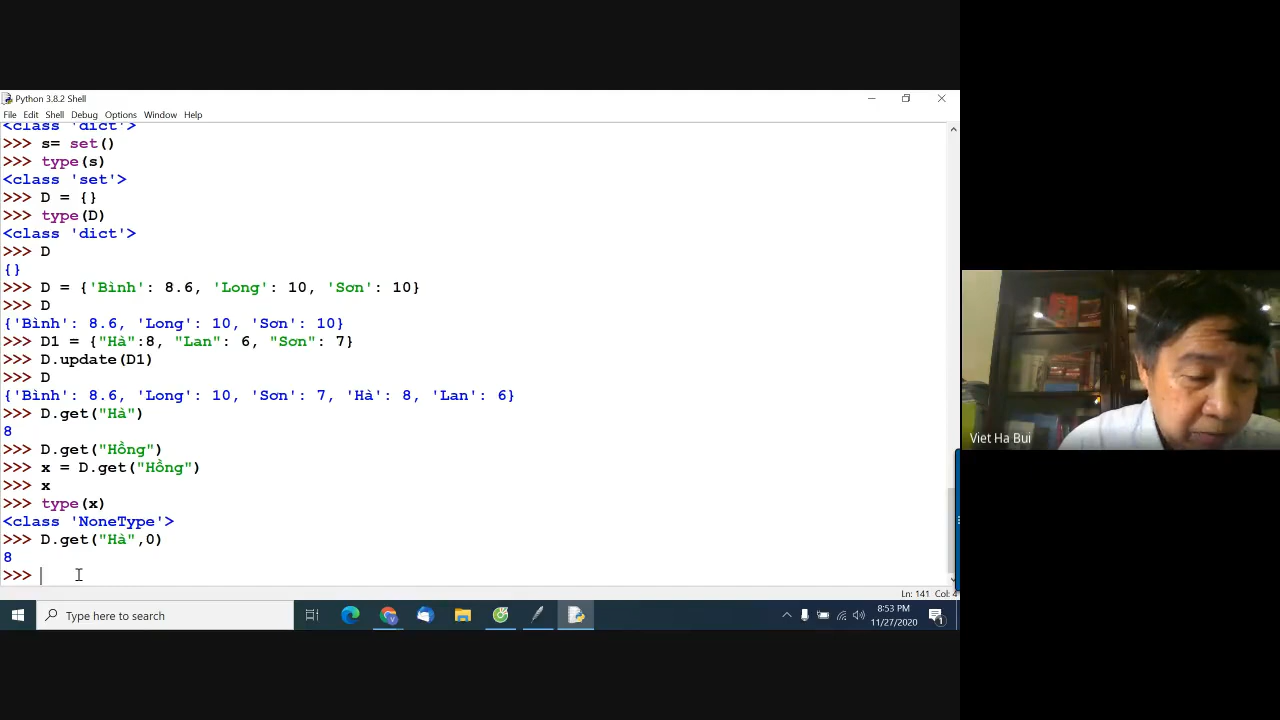 Python 3.8.2 Shell
File Edit Shell Debug Options Window Help
<class 'dict'>
>>> s= set()
>>> type(s)
<class 'set'>
>>> D = {}
>>> type(D)
<class 'dict'>
>>> D
{}
>>> D = {'Bình': 8.6, 'Long': 10, 'Sơn': 10}
>>> D
{'Bình': 8.6, 'Long': 10, 'Sơn': 10}
>>> D1 = {"Hà":8, "Lan": 6, "Sơn": 7}
>>> D.update(D1)
>>> D
{'Bình': 8.6, 'Long': 10, 'Sơn': 7, 'Hà': 8, 'Lan': 6}
>>> D.get("Hà")
8
>>> D.get("Hồng")
>>> x = D.get("Hồng")
>>> x
>>> type(x)
<class 'NoneType'>
>>> D.get("Hà",0)
8
>>>
Viet Ha Bui
Ln: 141 Col: 4
Type here to search
8:53 PM
11/27/2020
1